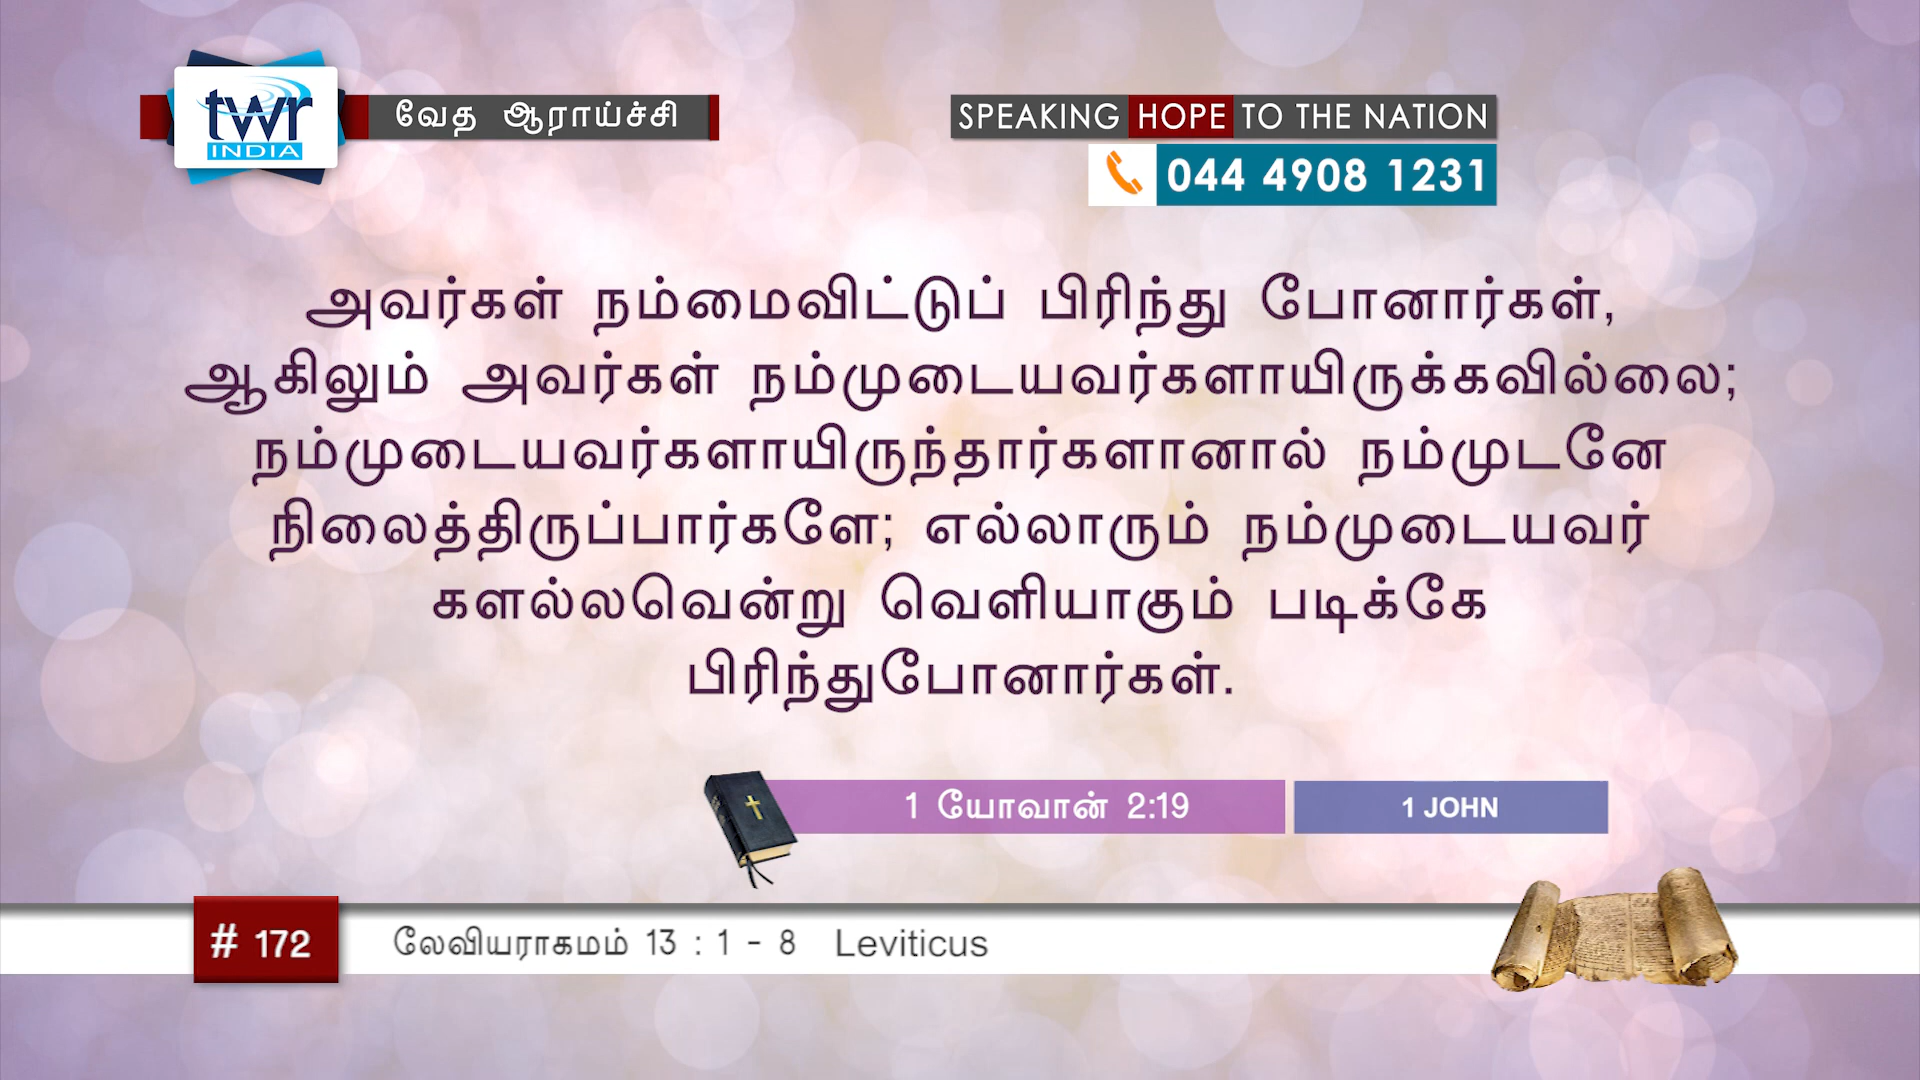 twr
INDIA
வேத ஆராய்ச்சி
SPEAKING HOPE TO THE NATION
044 4908 1231
அவர்கள் நம்மைவிட்டுப் பிரிந்து போனார்கள்,
ஆகிலும் அவர்கள் நம்முடையவர்களாயிருக்கவில்லை;
நம்முடையவர்களாயிருந்தார்களானால் நம்முடனே
நிலைத்திருப்பார்களே; எல்லாரும் நம்முடையவர்
களல்லவென்று வெளியாகும் படிக்கே
பிரிந்துபோனார்கள்.
1 யோவான் 2:19
1 JOHN
# 172
லேவியராகமம் 13 : 1 - 8 Leviticus